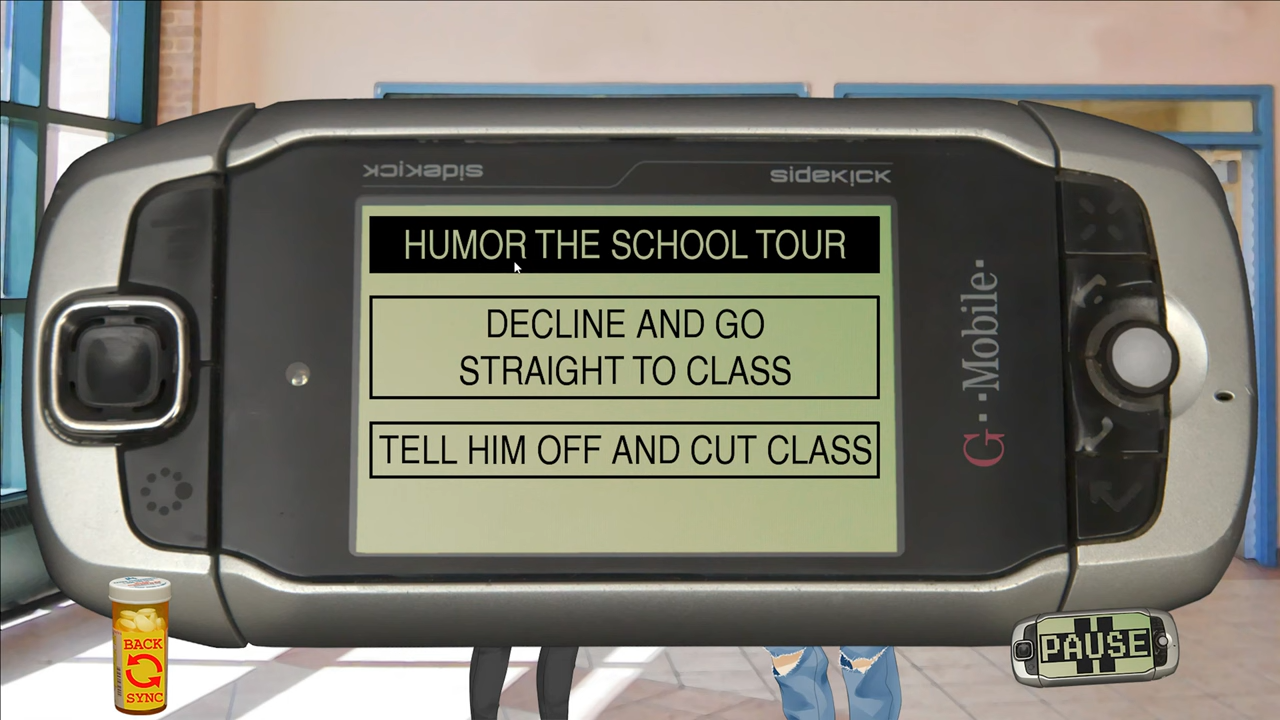 sidekick sidekick
HUMOR THE SCHOOL TOUR
DECLINE AND GO
STRAIGHT TO CLASS
TELL HIM OFF AND CUT CLASS
G··Mobile·
BACK
SYNC
PAUSE